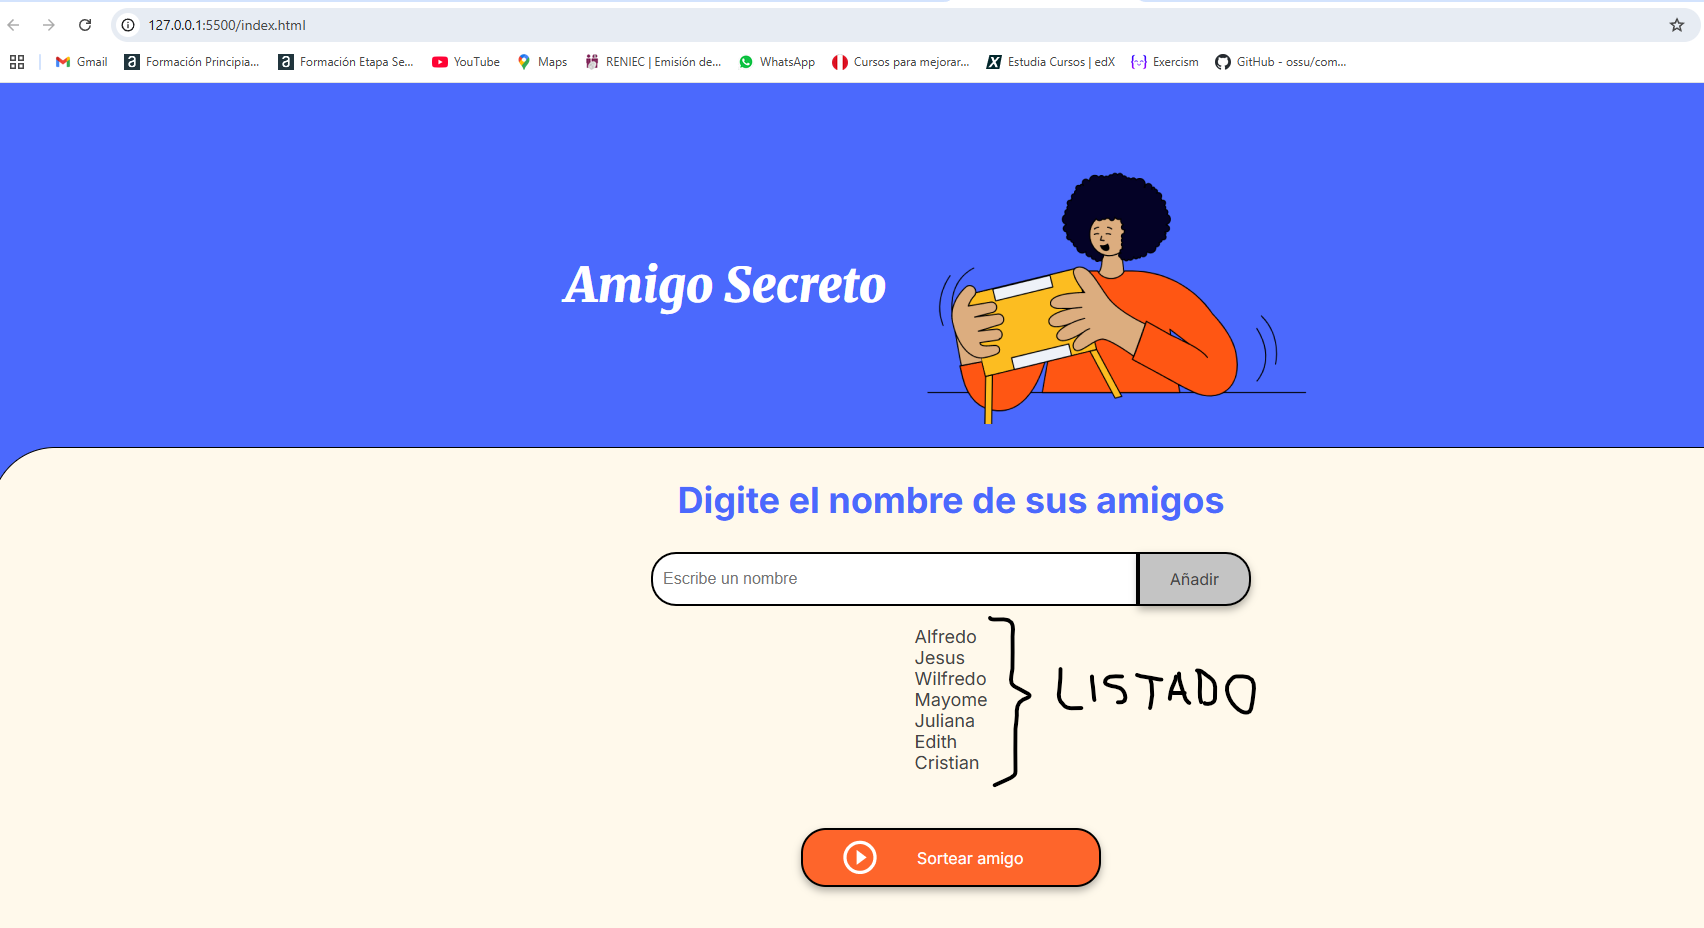 127.0.0.1:5500/index.html
Gmail
Formación Principia...
Formación Etapa Se...
YouTube
Maps
RENIEC | Emisión de...
WhatsApp
Cursos para mejorar...
Estudia Cursos | edX
Exercism
GitHub - ossu/com...
Amigo Secreto
Digite el nombre de sus amigos
Escribe un nombre
Añadir
Alfredo
Jesus
Wilfredo
Mayome
Juliana
Edith
Cristian
LISTADO
Sortear amigo